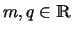 m, q ∈ ℝ